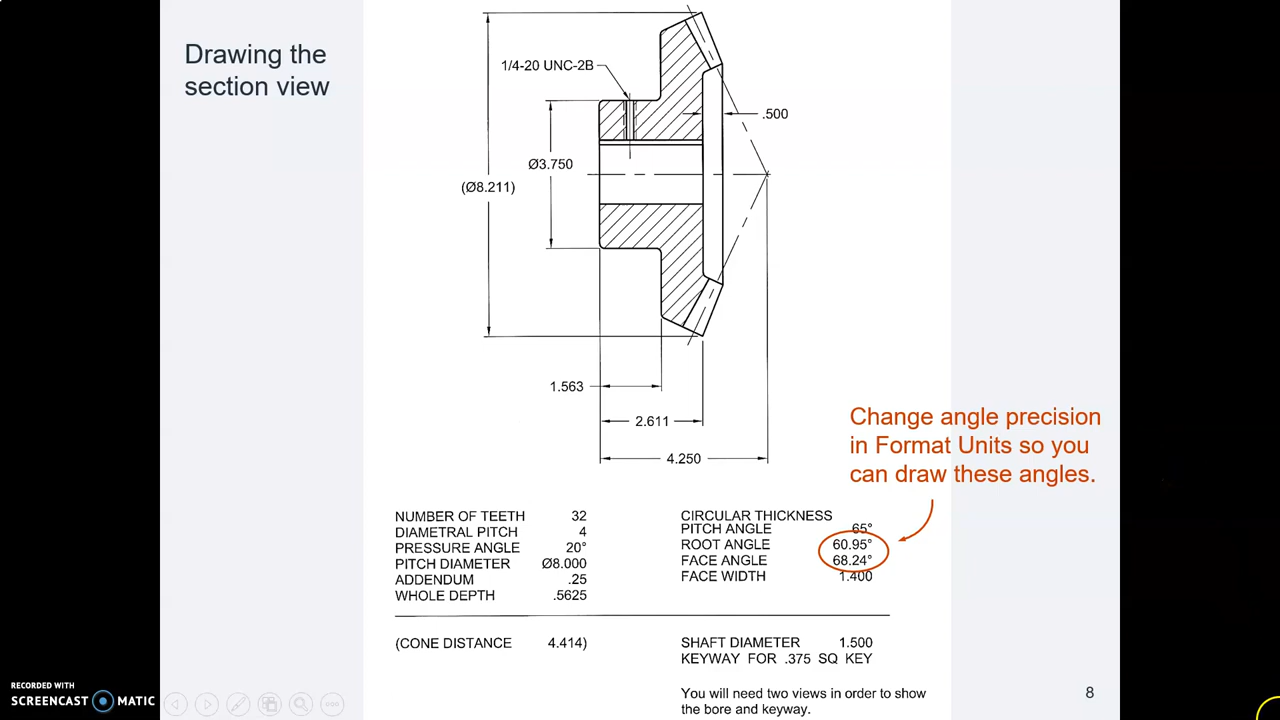 Drawing the
section view
1/4-20 UNC-2B
.500
Ø3.750
(Ø8.211)
1.563
2.611
4.250
Change angle precision
in Format Units so you
can draw these angles.
NUMBER OF TEETH 32
DIAMETRAL PITCH 4
PRESSURE ANGLE 20°
PITCH DIAMETER Ø8.000
ADDENDUM .25
WHOLE DEPTH .5625
CIRCULAR THICKNESS
PITCH ANGLE 65°
ROOT ANGLE 60.95°
FACE ANGLE 68.24°
FACE WIDTH 1.400
(CONE DISTANCE 4.414)
SHAFT DIAMETER 1.500
KEYWAY FOR .375 SQ KEY
You will need two views in order to show
the bore and keyway.
8
RECORDED WITH
SCREENCAST MATIC